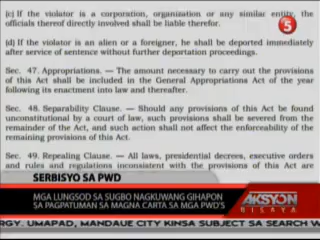 (c) If the violator is a corporation, organization or any similar entity, the
officials thereof directly involved shall be liable therefor.
(d) If the violator is an alien or a foreigner, he shall be deported immediately
after service of sentence without further deportation proceedings.
Sec. 47. Appropriations. — The amount necessary to carry out the provisions
of this Act shall be included in the General Appropriations Act of the year
following its enactment into law and thereafter.
Sec. 48. Separability Clause. — Should any provisions of this Act be found
unconstitutional by a court of law, such provisions shall be severed from the
remainder of the Act, and such action shall not affect the enforceability of the
remaining provisions of this Act.
Sec. 49. Repealing Clause. — All laws, presidential decrees, executive orders
and rules and regulations inconsistent with the provisions of this Act are
5
SERBISYO SA PWD
MGA LUNGSOD SA SUGBO NAGKUWANG GIHAPON
SA PAGPATUMAN SA MAGNA CARTA SA MGA PWD'S
AKSYON
BISAYA
RGY. UMAPAD, MANDAUE CITY KINSA SUBJECT SA SEARCH W